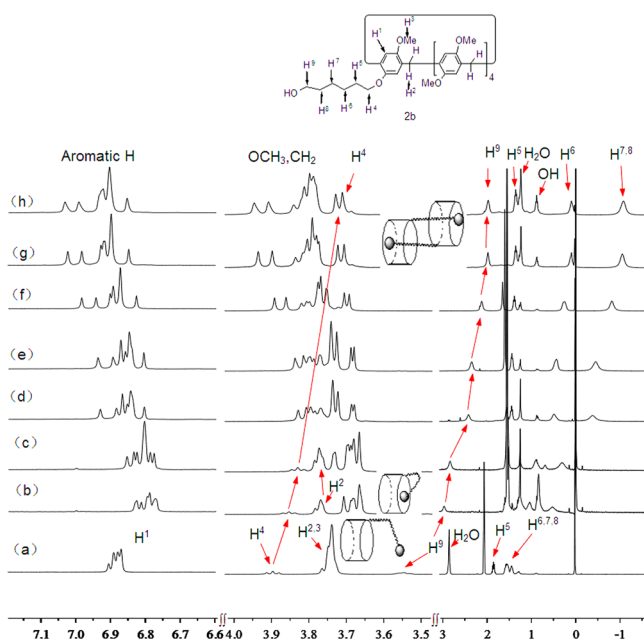 H³
H¹ OMe OMe
H⁹ H⁷ H⁵
O MeO 4
HO H²
H⁸ H⁶ H⁴
2b
Aromatic H OCH₃,CH₂ H⁴ H⁹ H⁵ H₂O H⁶ H⁷,⁸
OH
(h)
(g)
(f)
(e)
(d)
(c)
(b) H²
H¹ H⁴ H²,³ H⁹ H₂O H⁵ H⁶,⁷,⁸
(a)
7.1 7.0 6.9 6.8 6.7 6.6 4.0 3.9 3.8 3.7 3.6 3.5 3 2 1 0 -1